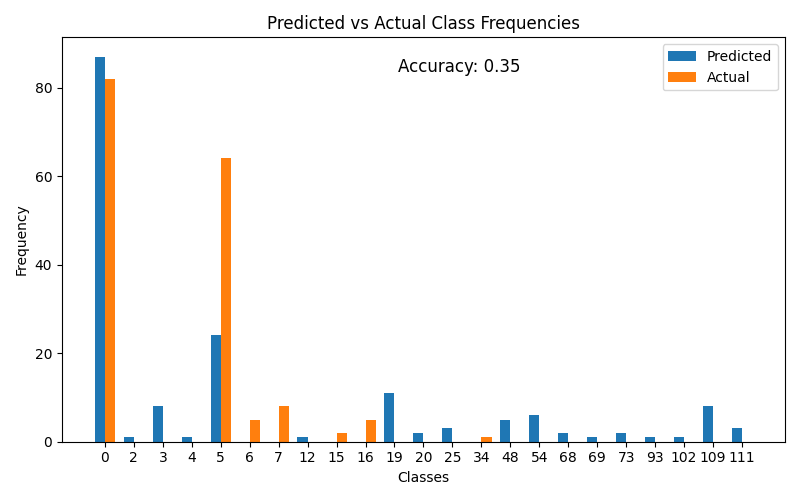 Predicted vs Actual Class Frequencies
Accuracy: 0.35
Predicted
Actual
Frequency
80
60
40
20
0
0 2 3 4 5 6 7 12 15 16 19 20 25 34 48 54 68 69 73 93 102 109 111
Classes